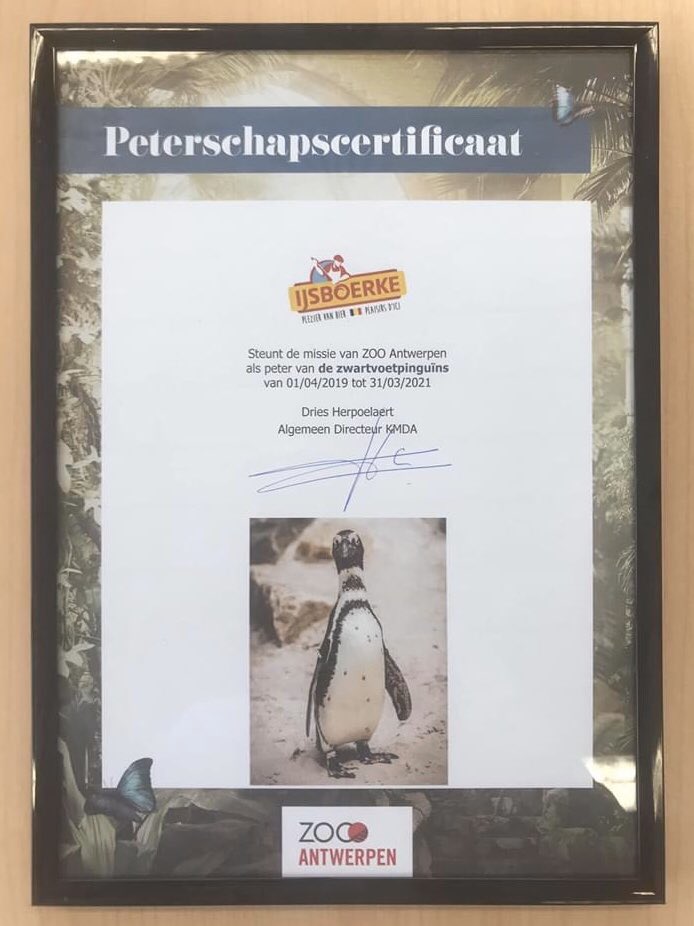 Peterschapscertificaat
IJSBOERKE
PLEZIER VAN HIER PLAISIRS D'ICI
Steunt de missie van ZOO Antwerpen
als peter van de zwartvoetpinguïns
van 01/04/2019 tot 31/03/2021
Dries Herpoelaert
Algemeen Directeur KMDA
ZOO
ANTWERPEN